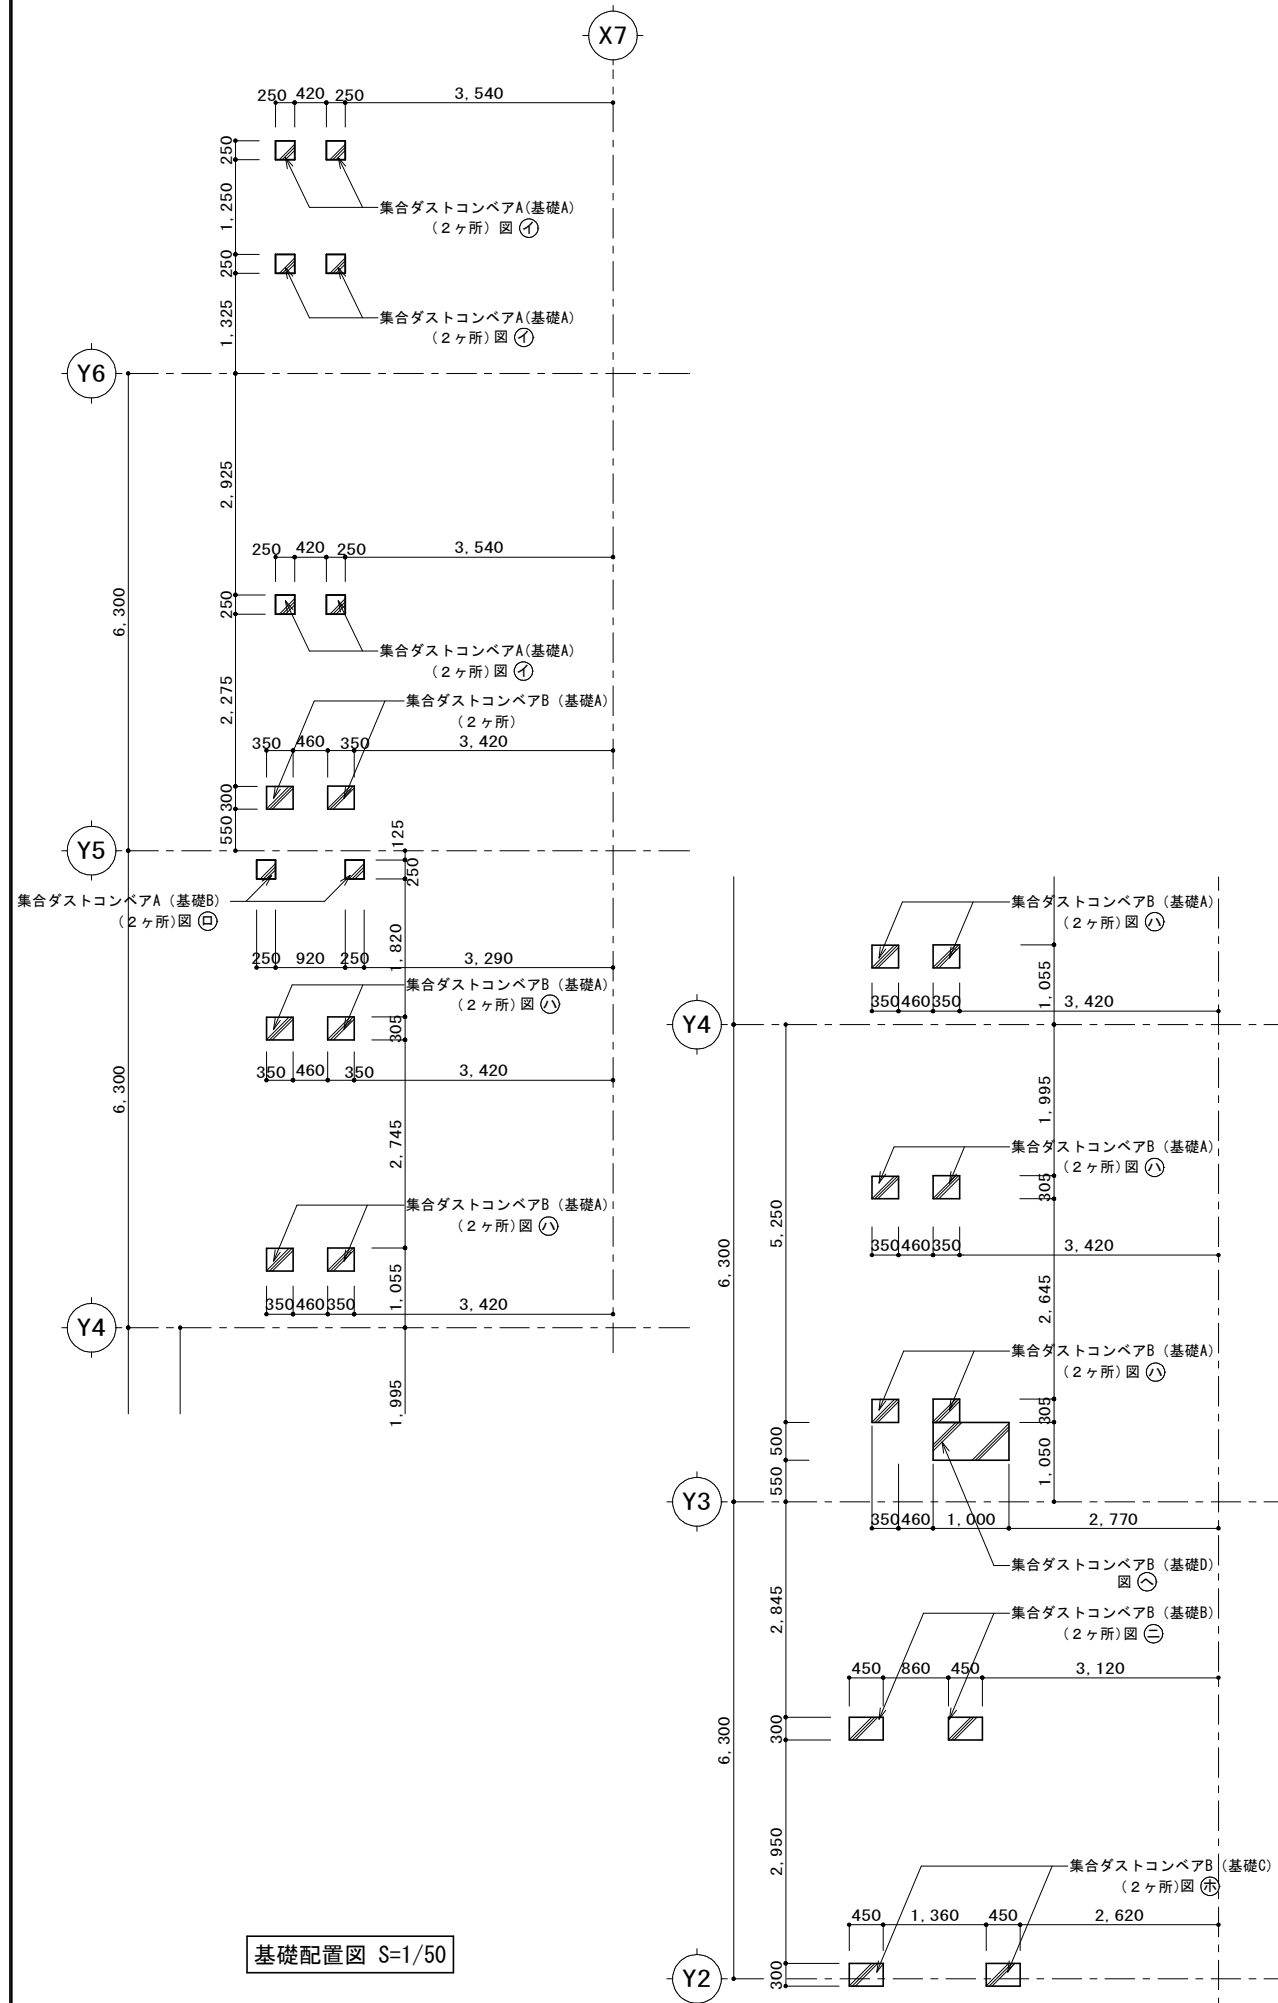 X7
250 420 250 3,540
250
1,250
集合ダストコンベアA(基礎A)
(２ヶ所) 図 イ
250
1,325
集合ダストコンベアA(基礎A)
(２ヶ所)図 イ
Y6
2,925
250 420 250 3,540
6,300
250
集合ダストコンベアA(基礎A)
(２ヶ所)図 イ
2,275
集合ダストコンベアB (基礎A)
(２ヶ所)
350 460 350 3,420
300
550
Y5
125
250
集合ダストコンベアA (基礎B)
(２ヶ所)図 ロ
1,820
250 920 250 3,290
集合ダストコンベアB (基礎A)
(２ヶ所)図 ハ
305
350 460 350 3,420
6,300
2,745
集合ダストコンベアB (基礎A)
(２ヶ所)図 ハ
1,055
350 460 350 3,420
Y4
1,995
集合ダストコンベアB (基礎A)
(２ヶ所)図 ハ
1,055
350 460 350 3,420
Y4
1,995
集合ダストコンベアB (基礎A)
(２ヶ所)図 ハ
305
5,250
350 460 350 3,420
6,300
2,645
集合ダストコンベアB (基礎A)
(２ヶ所)図 ハ
305
500
1,050
550
Y3
350 460 1,000 2,770
集合ダストコンベアB (基礎D)
図 ヘ
2,845
集合ダストコンベアB (基礎B)
(２ヶ所)図 ニ
450 860 450 3,120
300
6,300
2,950
集合ダストコンベアB (基礎C)
(２ヶ所)図 ホ
450 1,360 450 2,620
300
Y2
基礎配置図 S=1/50